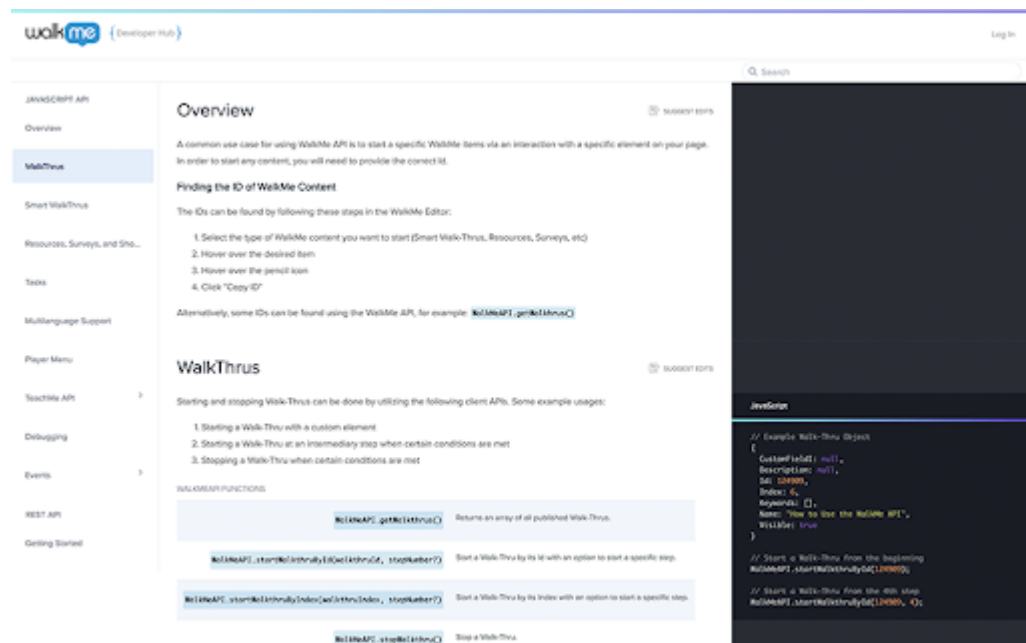 walkme {Developer Hub}
Log In
Search
JAVASCRIPT API
Overview
WalkThrus
Smart WalkThrus
Resources, Surveys, and Sho...
Tasks
Multilanguage Support
Player Menu
TeachMe API
Debugging
Events
REST API
Getting Started
Overview
SUGGEST EDITS
A common use case for using WalkMe API is to start a specific WalkMe items via an interaction with a specific element on your page.
In order to start any content, you will need to provide the correct Id.
Finding the ID of WalkMe Content
The IDs can be found by following these steps in the WalkMe Editor:
1. Select the type of WalkMe content you want to start (Smart Walk-Thrus, Resources, Surveys, etc)
2. Hover over the desired item
3. Hover over the pencil icon
4. Click "Copy ID"
Alternatively, some IDs can be found using the WalkMe API, for example WalkMeAPI.getWalkthrus()
WalkThrus
SUGGEST EDITS
Starting and stopping Walk-Thrus can be done by utilizing the following client APIs. Some example usages:
1. Starting a Walk-Thru with a custom element
2. Starting a Walk-Thru at an intermediary step when certain conditions are met
3. Stopping a Walk-Thru when certain conditions are met
WALKMEAPI FUNCTIONS
WalkMeAPI.getWalkthrus() Returns an array of all published Walk-Thrus.
WalkMeAPI.startWalkthruById(walkthruId, stepNumber?) Start a Walk-Thru by its Id with an option to start a specific step.
WalkMeAPI.startWalkthruByIndex(walkthruIndex, stepNumber?) Start a Walk-Thru by its Index with an option to start a specific step.
WalkMeAPI.stopWalkthru() Stop a Walk-Thru.
JavaScript
// Example Walk-Thru Object
{
CustomFieldI: null,
Description: null,
Id: 124909,
Index: 6,
Keywords: [],
Name: "How to Use the WalkMe API",
Visible: true
}
// Start a Walk-Thru from the beginning
WalkMeAPI.startWalkthruById(124909);
// Start a Walk-Thru from the 4th step
WalkMeAPI.startWalkthruById(124909, 4);